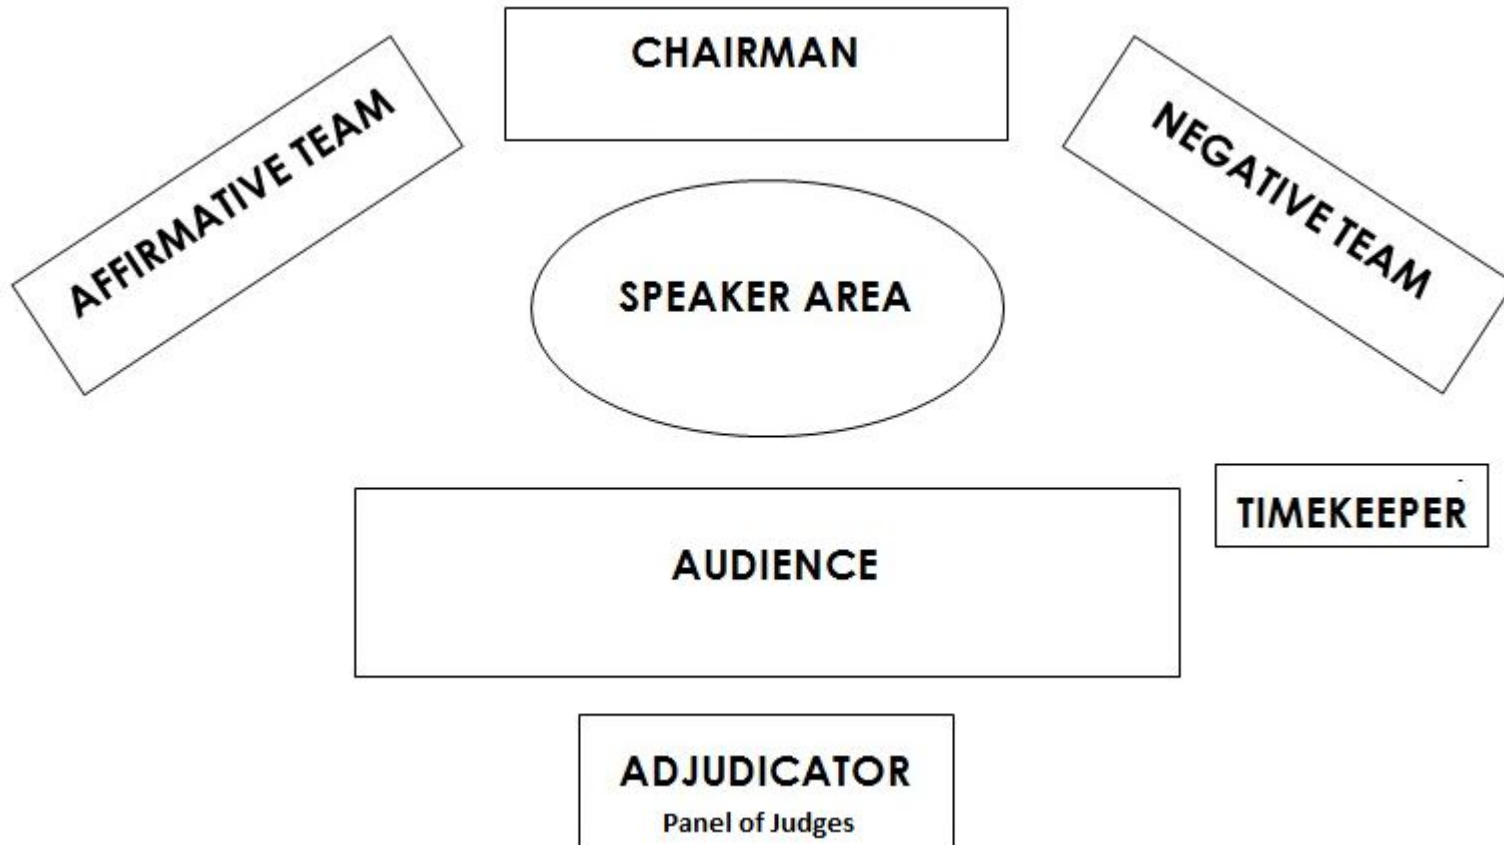 CHAIRMAN
AFFIRMATIVE TEAM
NEGATIVE TEAM
SPEAKER AREA
TIMEKEEPER
AUDIENCE
ADJUDICATOR
Panel of Judges